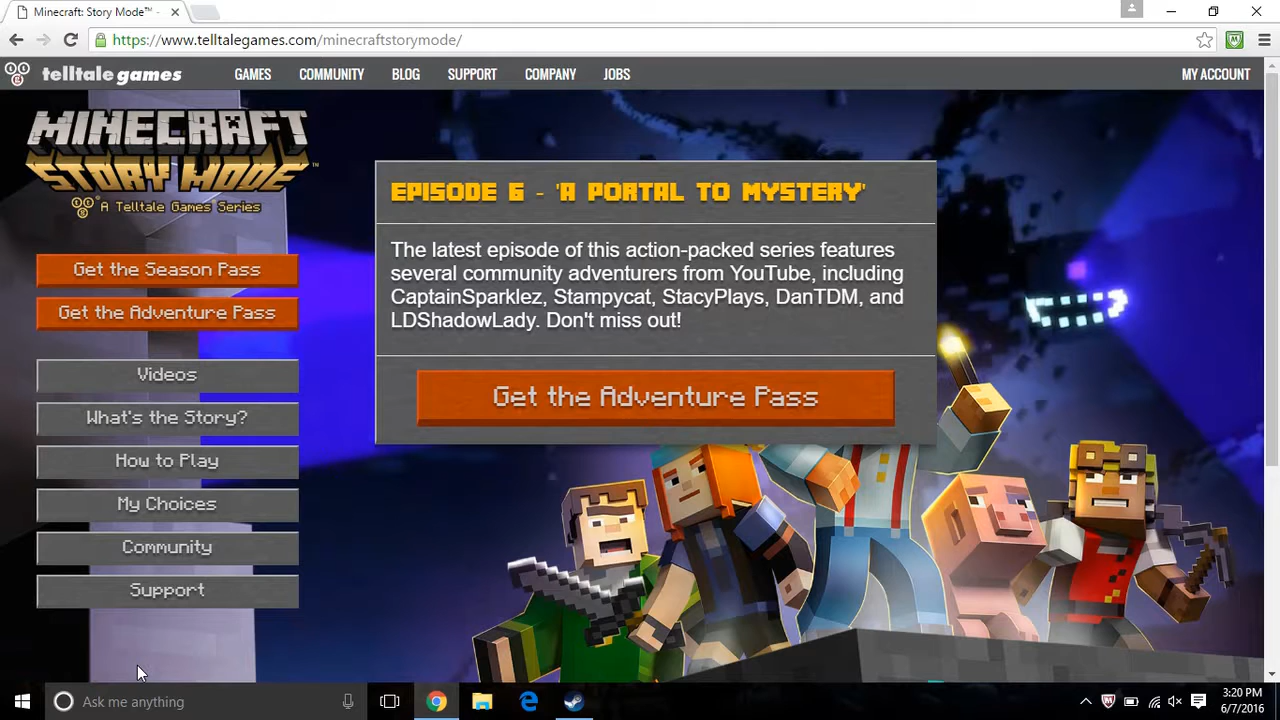 Minecraft: Story Mode™ -
https://www.telltalegames.com/minecraftstorymode/
telltale games
GAMES
COMMUNITY
BLOG
SUPPORT
COMPANY
JOBS
MY ACCOUNT
MINECRAFT
STORY MODE™
A Telltale Games Series
Get the Season Pass
Get the Adventure Pass
Videos
What's the Story?
How to Play
My Choices
Community
Support
EPISODE 6 - 'A PORTAL TO MYSTERY'
The latest episode of this action-packed series features
several community adventurers from YouTube, including
CaptainSparklez, Stampycat, StacyPlays, DanTDM, and
LDShadowLady. Don't miss out!
Get the Adventure Pass
Ask me anything
3:20 PM
6/7/2016